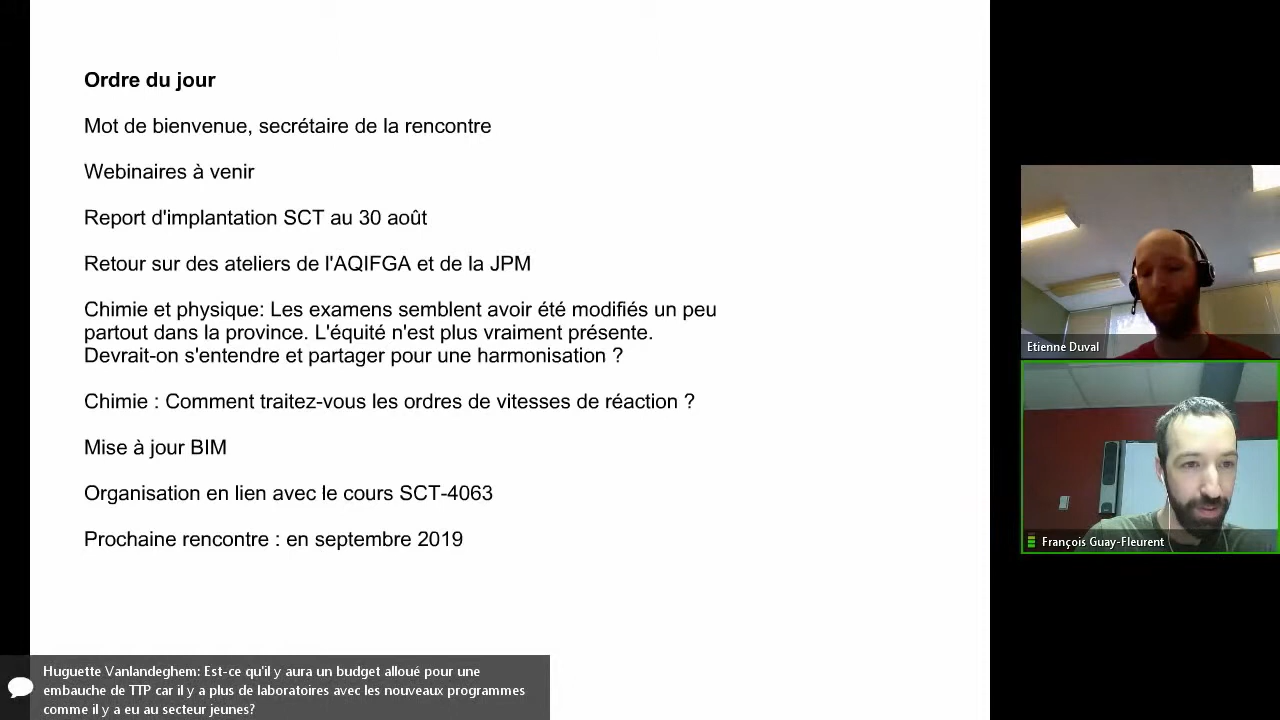 Ordre du jour
Mot de bienvenue, secrétaire de la rencontre
Webinaires à venir
Report d'implantation SCT au 30 août
Retour sur des ateliers de l'AQIFGA et de la JPM
Chimie et physique: Les examens semblent avoir été modifiés un peu
partout dans la province. L'équité n'est plus vraiment présente.
Devrait-on s'entendre et partager pour une harmonisation ?
Chimie : Comment traitez-vous les ordres de vitesses de réaction ?
Mise à jour BIM
Organisation en lien avec le cours SCT-4063
Prochaine rencontre : en septembre 2019
Etienne Duval
François Guay-Fleurent
Huguette Vanlandeghem: Est-ce qu'il y aura un budget alloué pour une
embauche de TTP car il y a plus de laboratoires avec les nouveaux programmes
comme il y a eu au secteur jeunes?